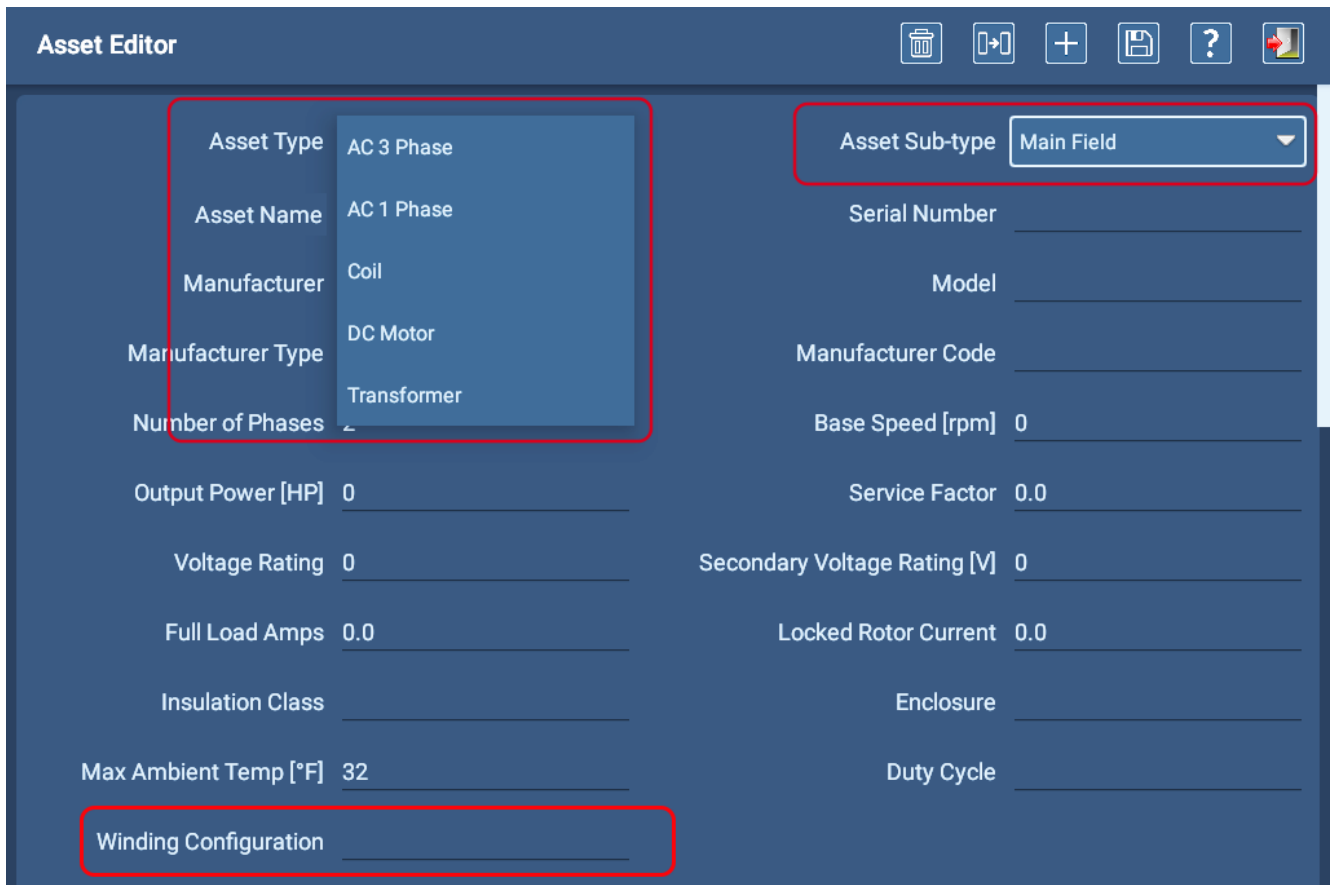 Asset Editor
?
Asset Type
AC 3 Phase
AC 1 Phase
Coil
DC Motor
Transformer
Asset Sub-type Main Field
Asset Name
Serial Number
Manufacturer
Model
Manufacturer Type
Manufacturer Code
Number of Phases
Base Speed [rpm] 0
Output Power [HP] 0
Service Factor 0.0
Voltage Rating 0
Secondary Voltage Rating [V] 0
Full Load Amps 0.0
Locked Rotor Current 0.0
Insulation Class
Enclosure
Max Ambient Temp [°F] 32
Duty Cycle
Winding Configuration